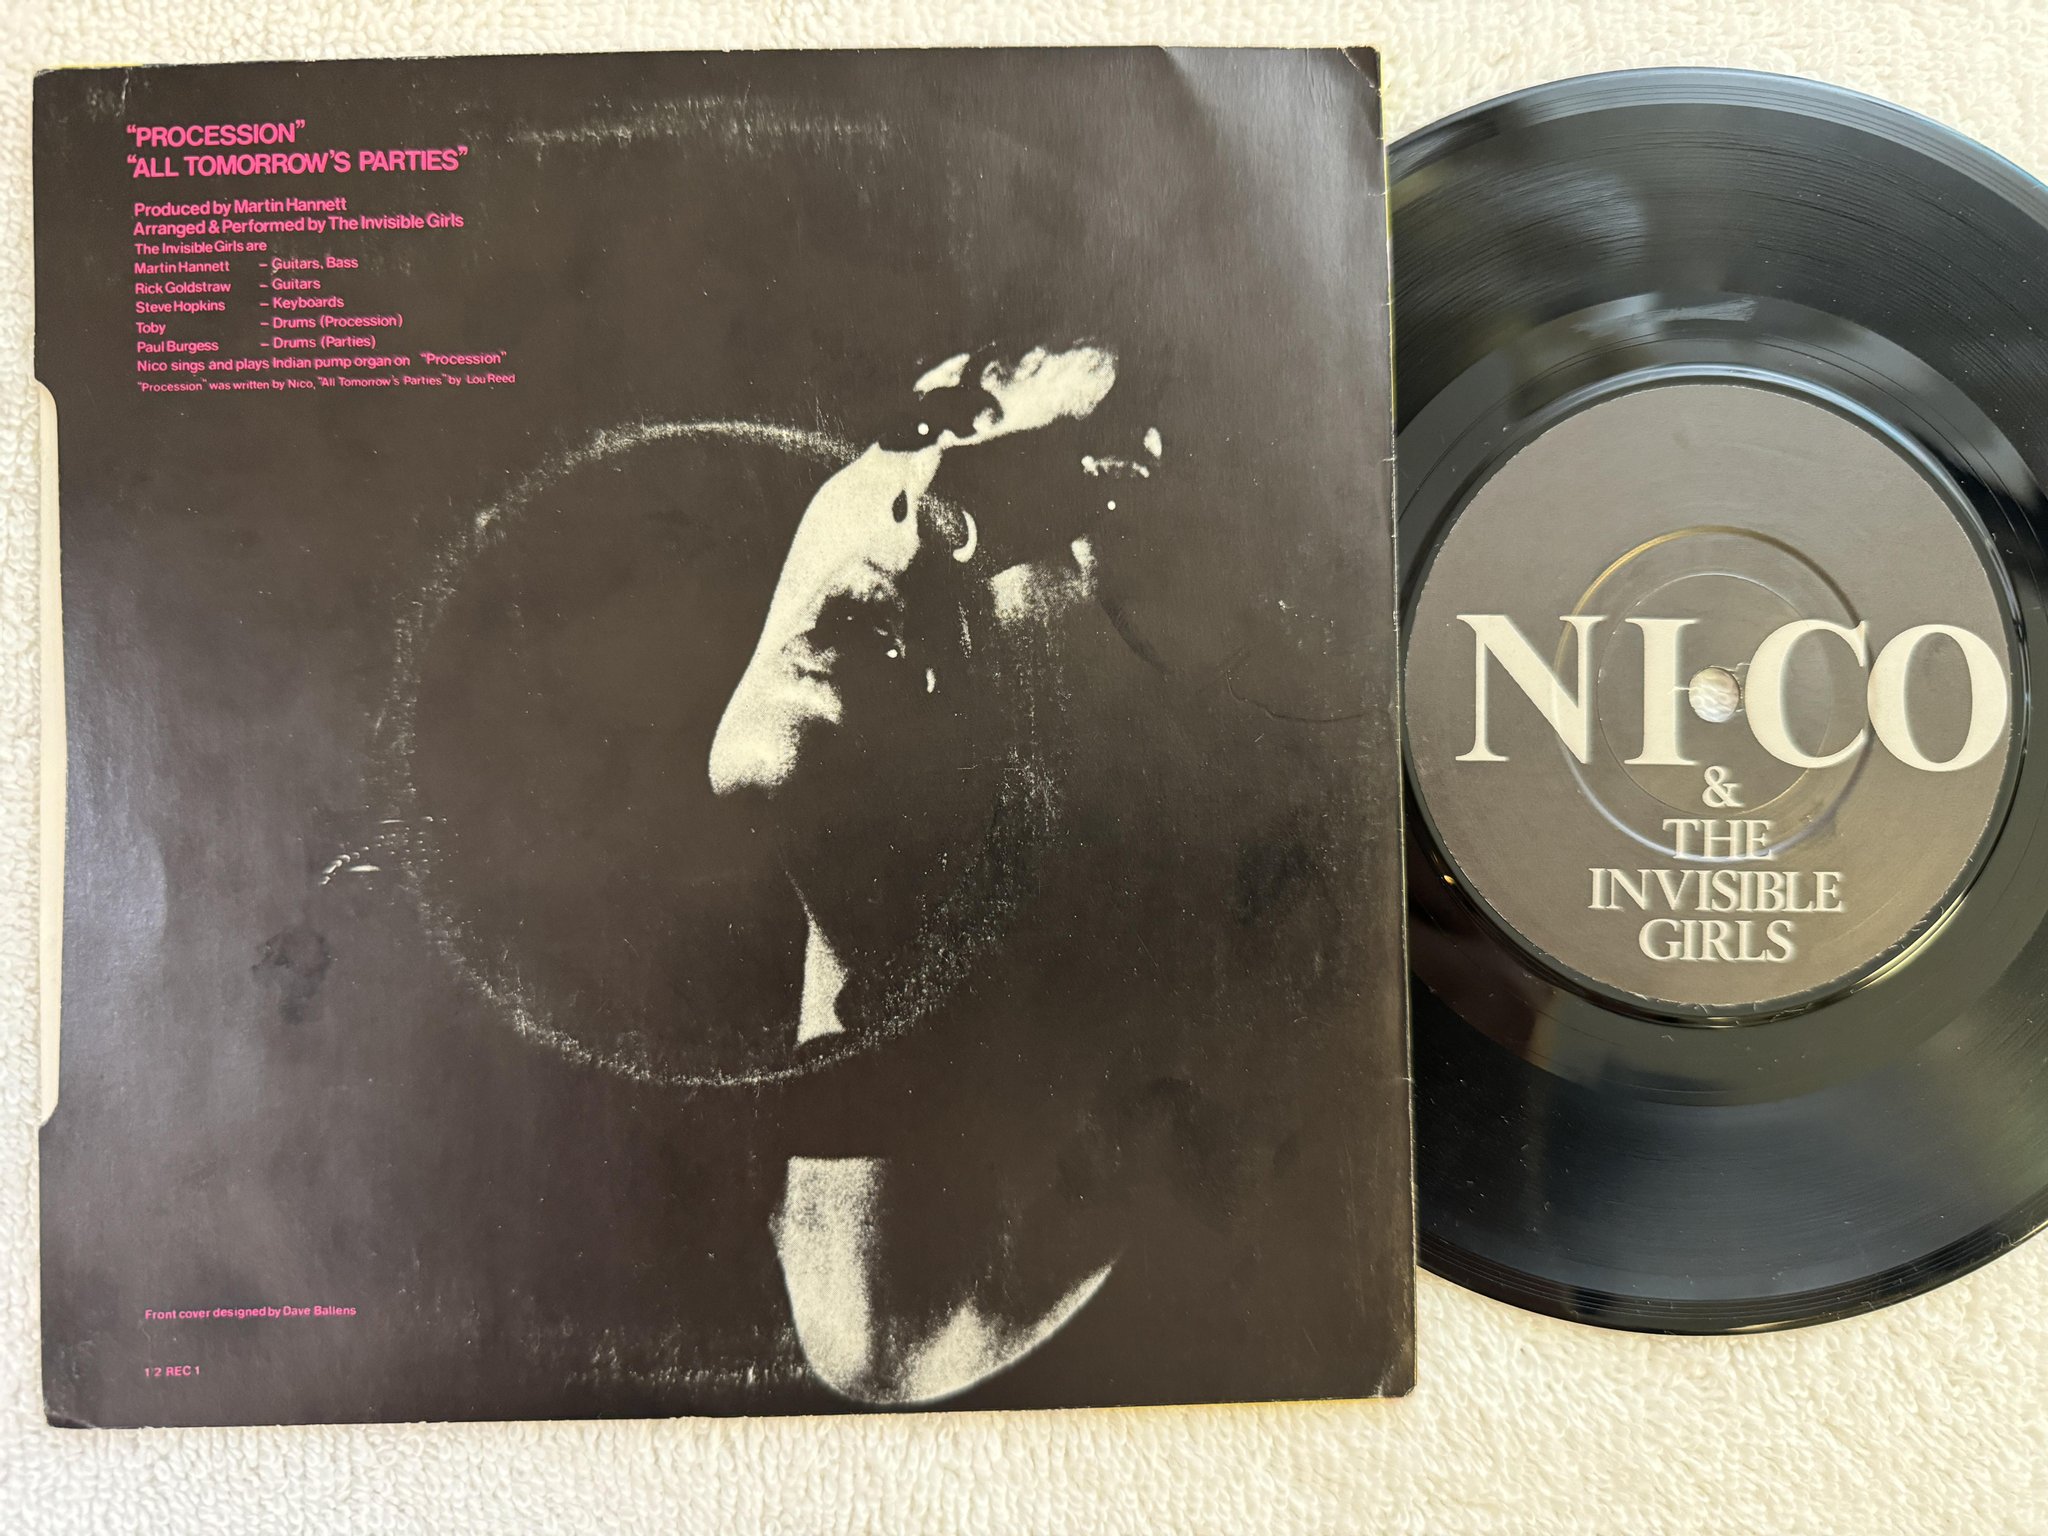 “PROCESSION”
“ALL TOMORROW'S PARTIES”
Produced by Martin Hannett
Arranged & Performed by The Invisible Girls
The Invisible Girls are
Martin Hannett – Guitars, Bass
Rick Goldstraw – Guitars
Steve Hopkins – Keyboards
Toby – Drums (Procession)
Paul Burgess – Drums (Parties)
Nico sings and plays Indian pump organ on “Procession”
“Procession” was written by Nico, “All Tomorrow's Parties” by Lou Reed
Front cover designed by Dave Ballens
1 2 REC 1
NICO
&
THE
INVISIBLE
GIRLS